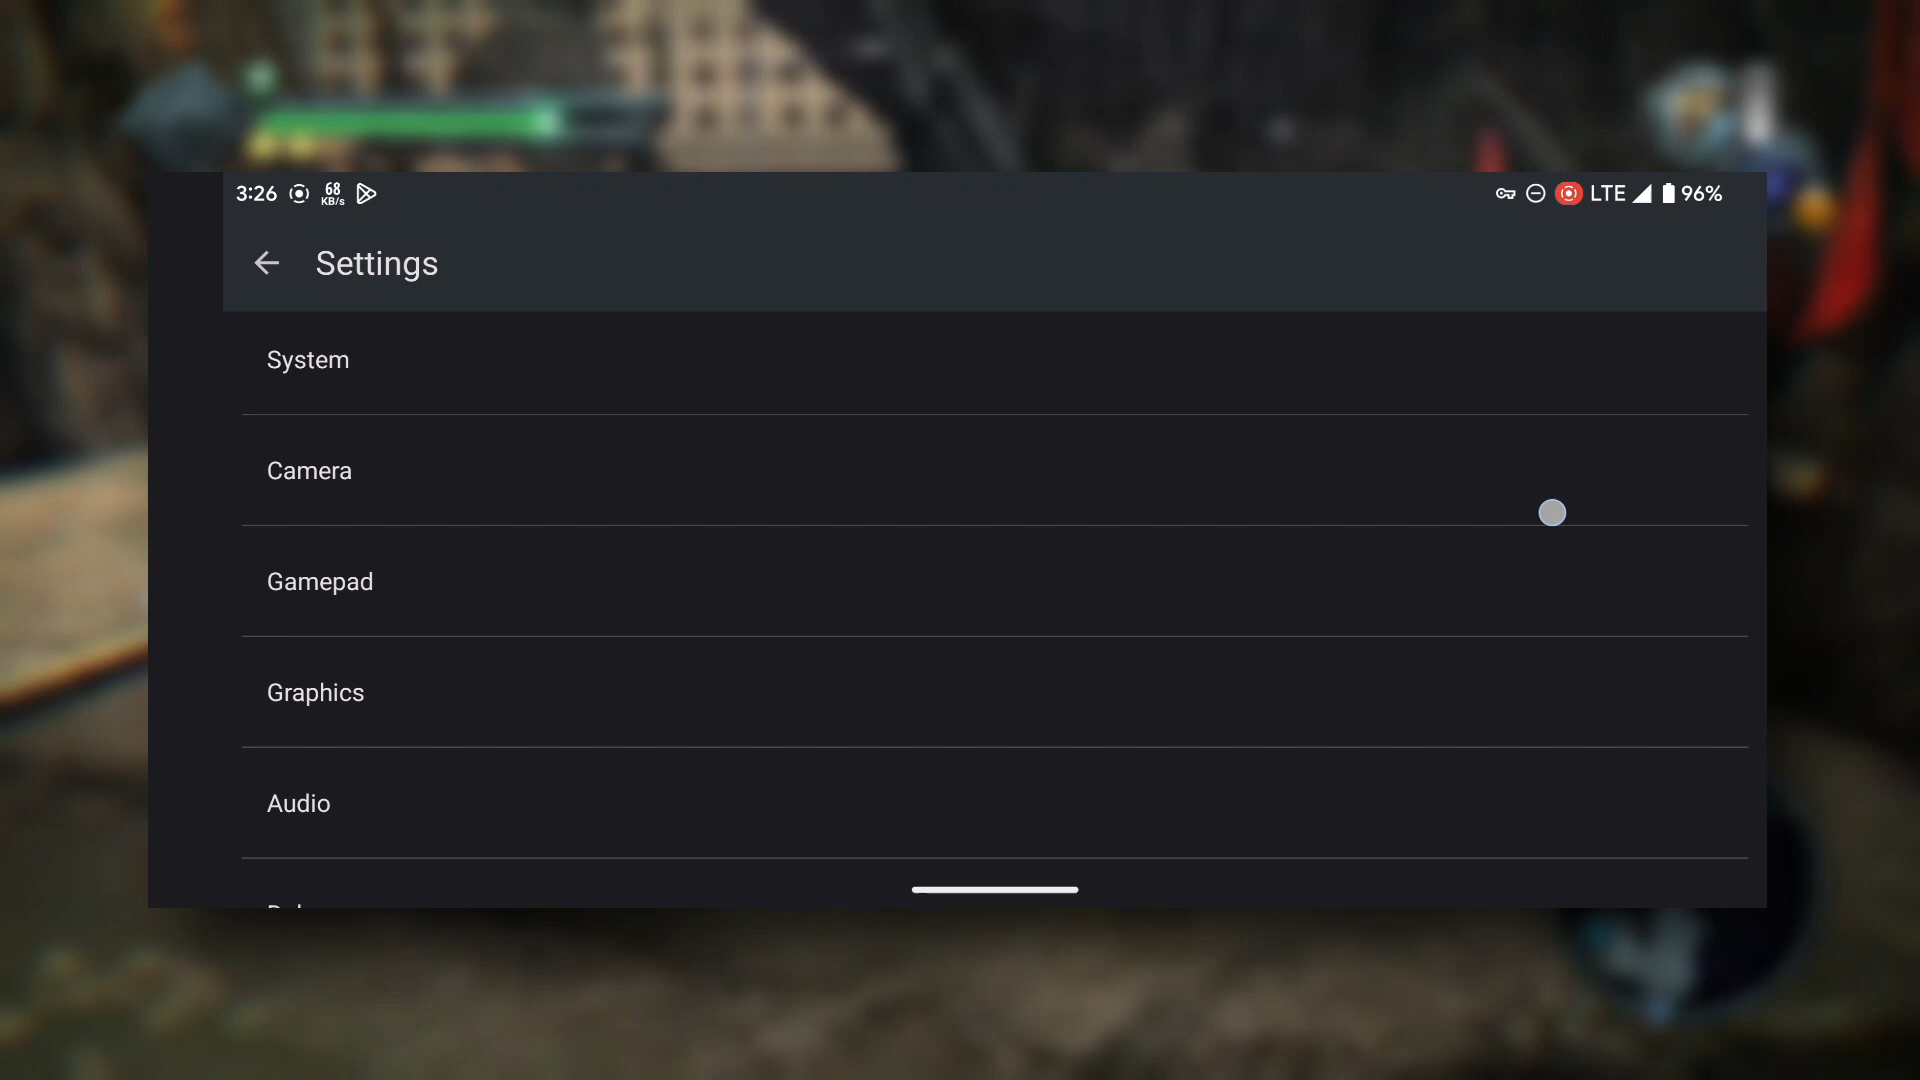 3:26 68 KB/s LTE 96%
Settings
System
Camera
Gamepad
Graphics
Audio